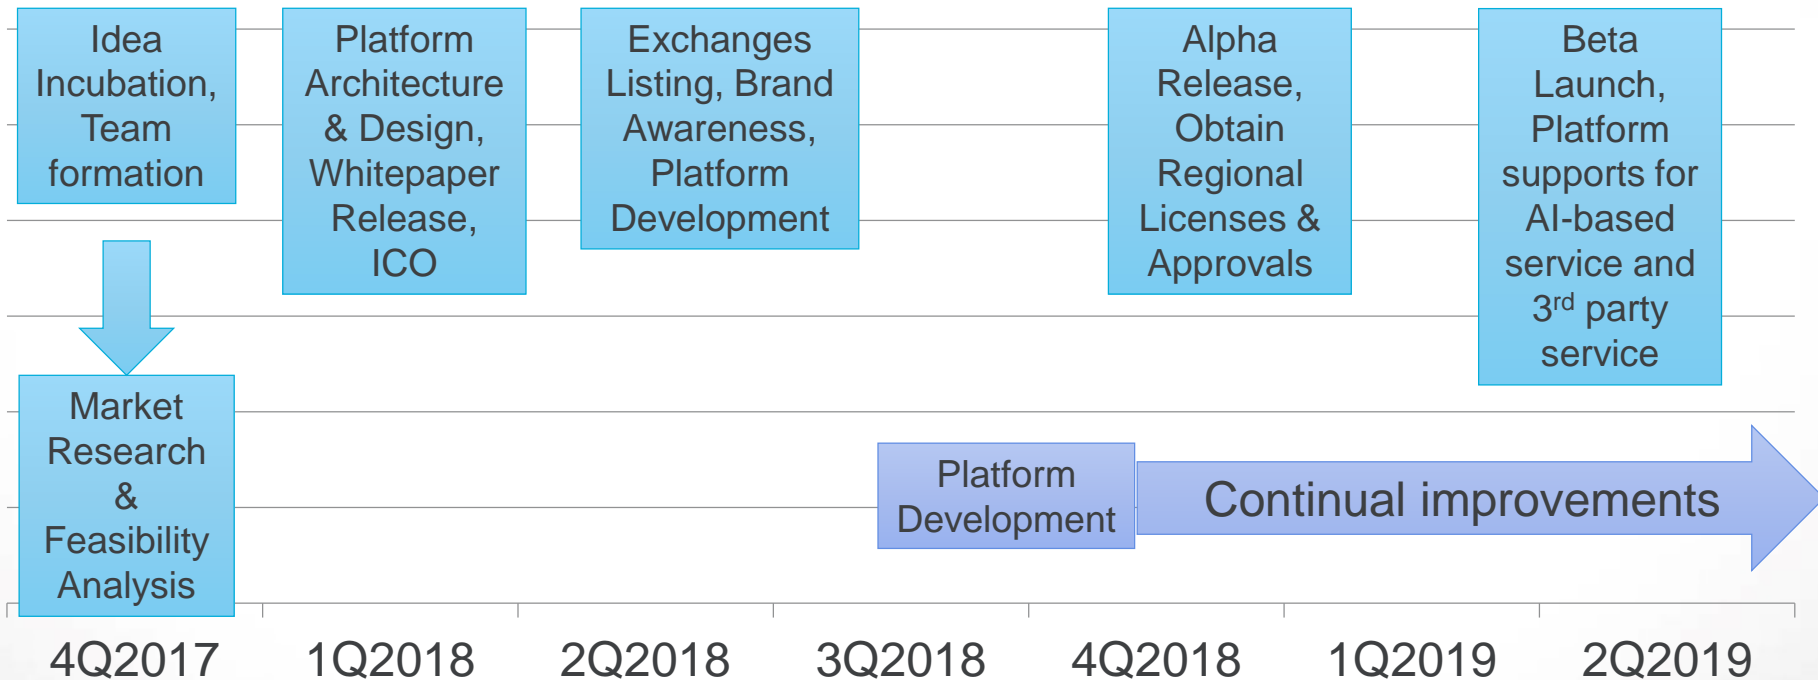 Idea
Incubation,
Team
formation
Market
Research
&
Feasibility
Analysis
Platform
Architecture
& Design,
Whitepaper
Release,
ICO
Exchanges
Listing, Brand
Awareness,
Platform
Development
Alpha
Release,
Obtain
Regional
Licenses &
Approvals
Beta
Launch,
Platform
supports for
AI-based
service and
3rd party
service
Platform
Development
Continual improvements
4Q2017 1Q2018 2Q2018 3Q2018 4Q2018 1Q2019 2Q2019